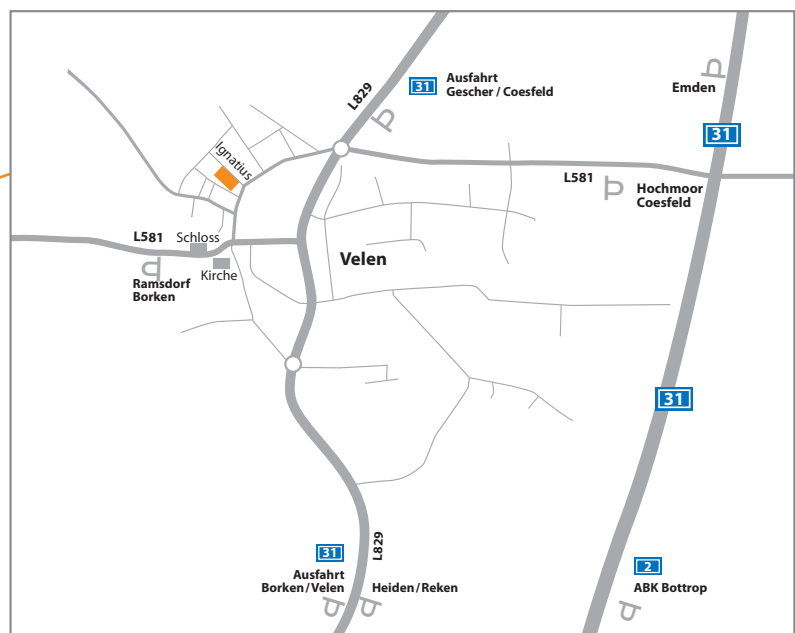 L829
31
Ausfahrt
Gescher / Coesfeld
Emden
31
Ignatius
L581
Hochmoor
Coesfeld
L581
Schloss
Kirche
Velen
Ramsdorf
Borken
31
31
Ausfahrt
Borken/Velen
L829
Heiden/Reken
2
ABK Bottrop